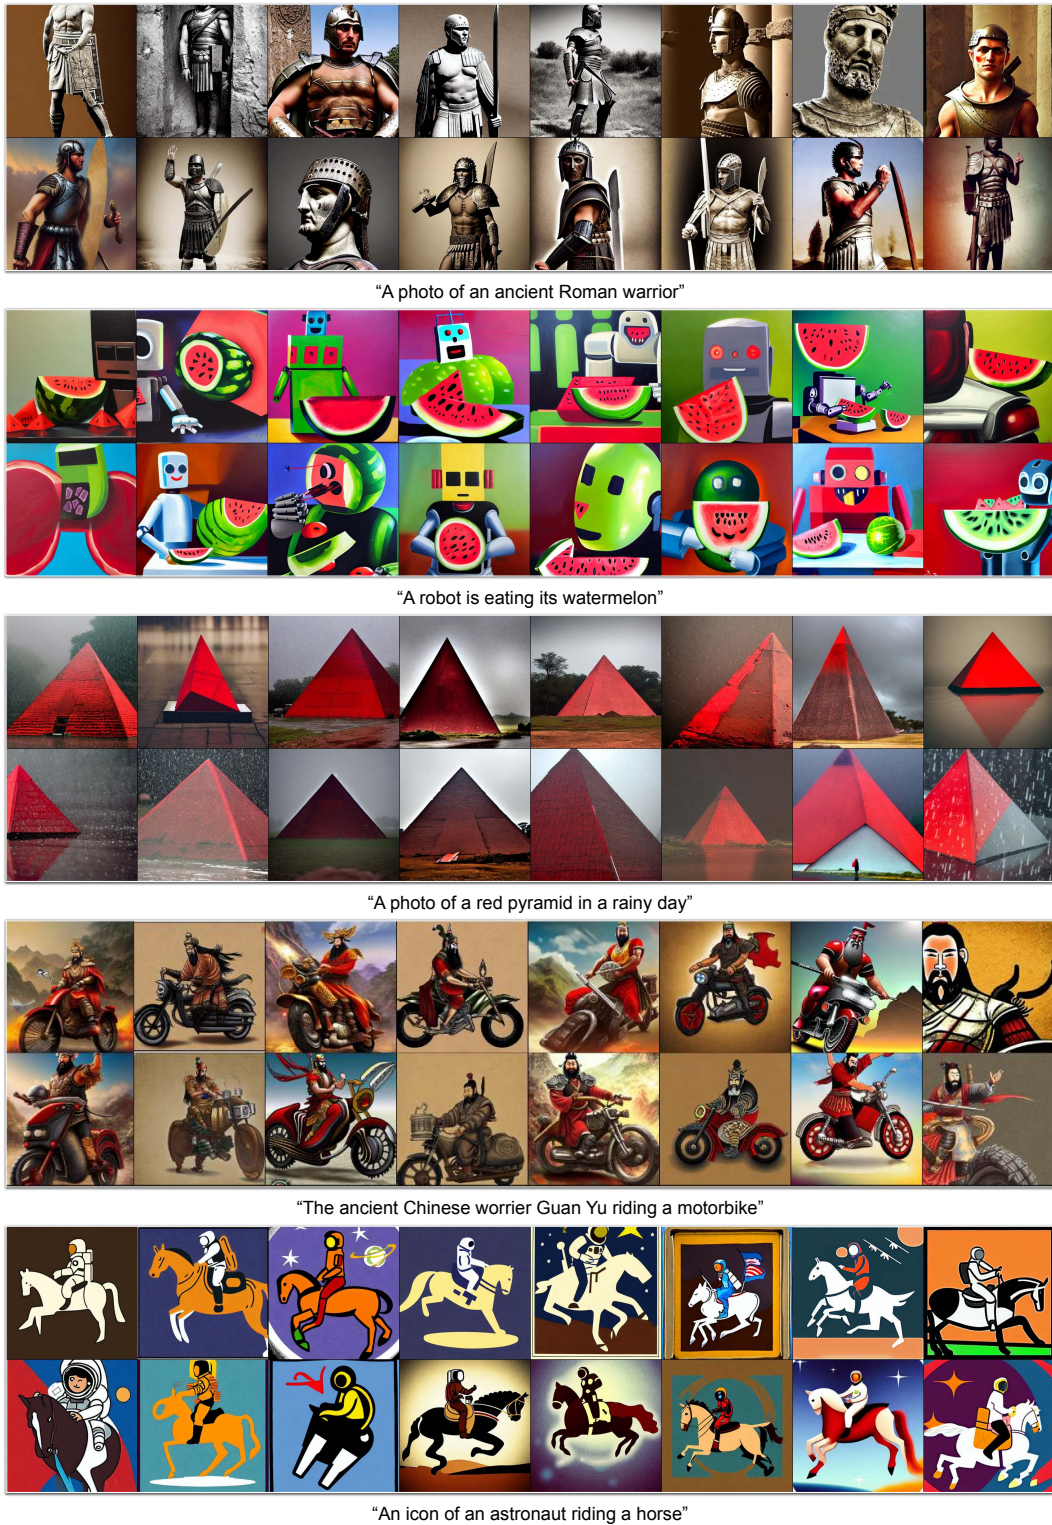 “A photo of an ancient Roman warrior”
“A robot is eating its watermelon”
“A photo of a red pyramid in a rainy day”
“The ancient Chinese worrier Guan Yu riding a motorbike”
“An icon of an astronaut riding a horse”